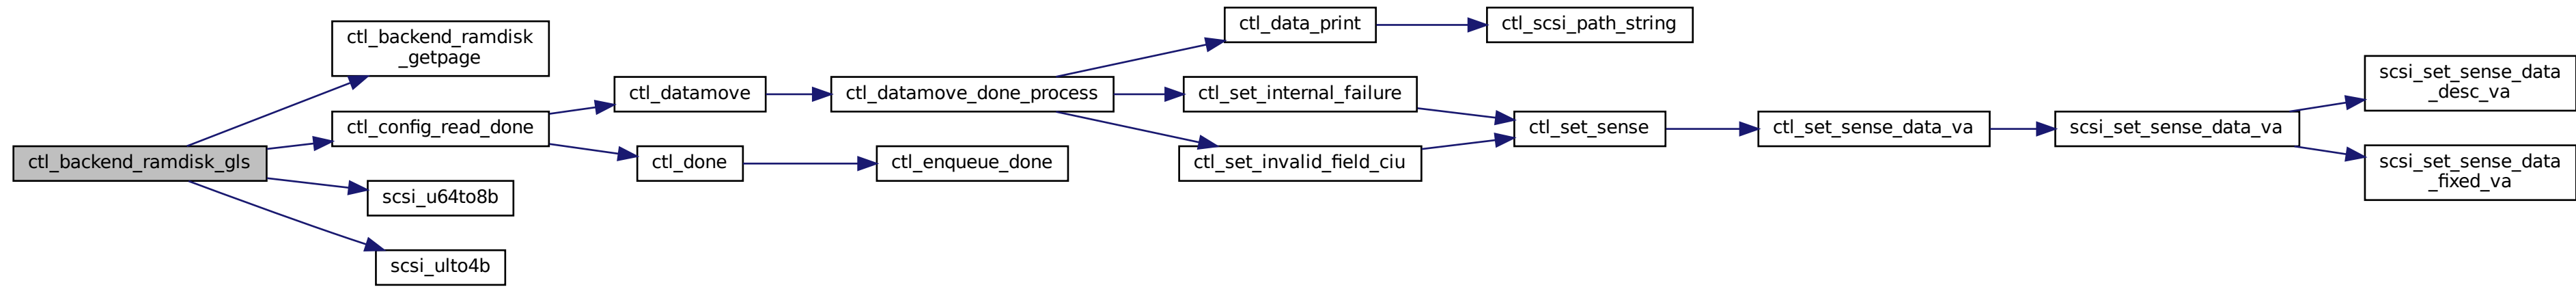 ctl_backend_ramdisk_gls
ctl_backend_ramdisk
_getpage
ctl_config_read_done
scsi_u64to8b
scsi_ulto4b
ctl_datamove
ctl_done
ctl_datamove_done_process
ctl_enqueue_done
ctl_data_print
ctl_set_internal_failure
ctl_set_invalid_field_ciu
ctl_scsi_path_string
ctl_set_sense
ctl_set_sense_data_va
scsi_set_sense_data_va
scsi_set_sense_data
_desc_va
scsi_set_sense_data
_fixed_va